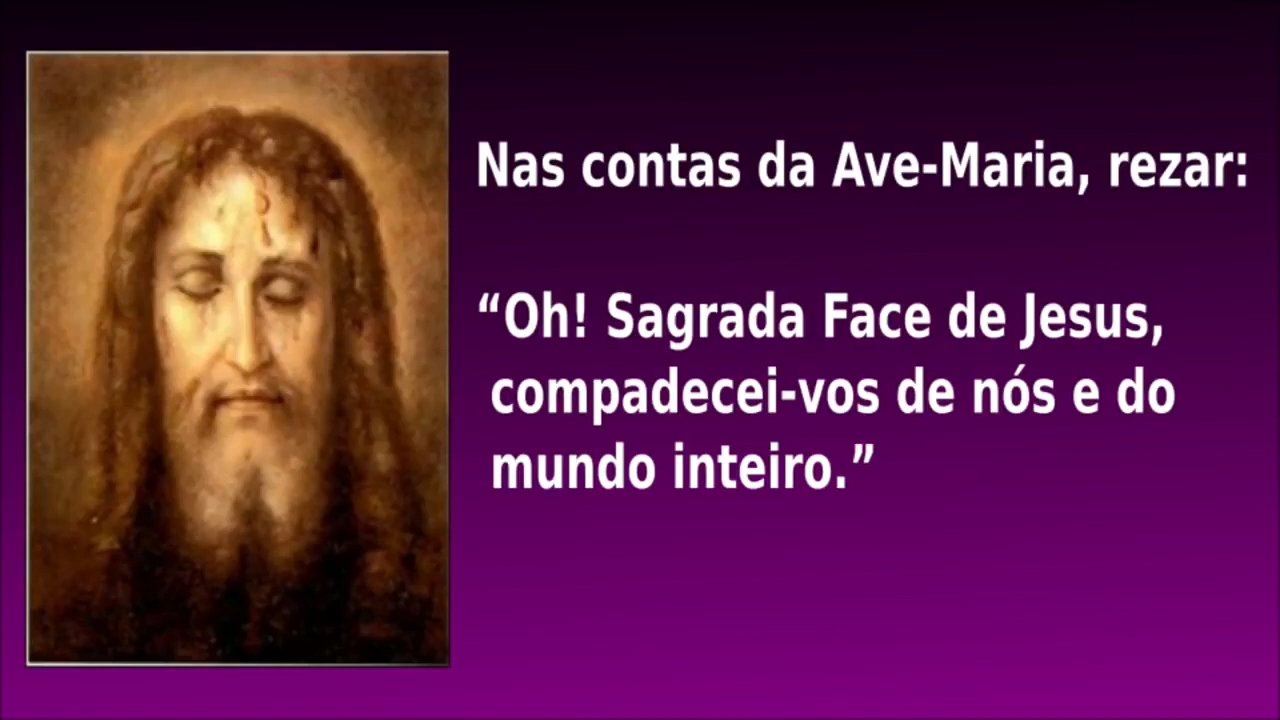 Nas contas da Ave-Maria, rezar:
“Oh! Sagrada Face de Jesus,
compadecei-vos de nós e do
mundo inteiro.”